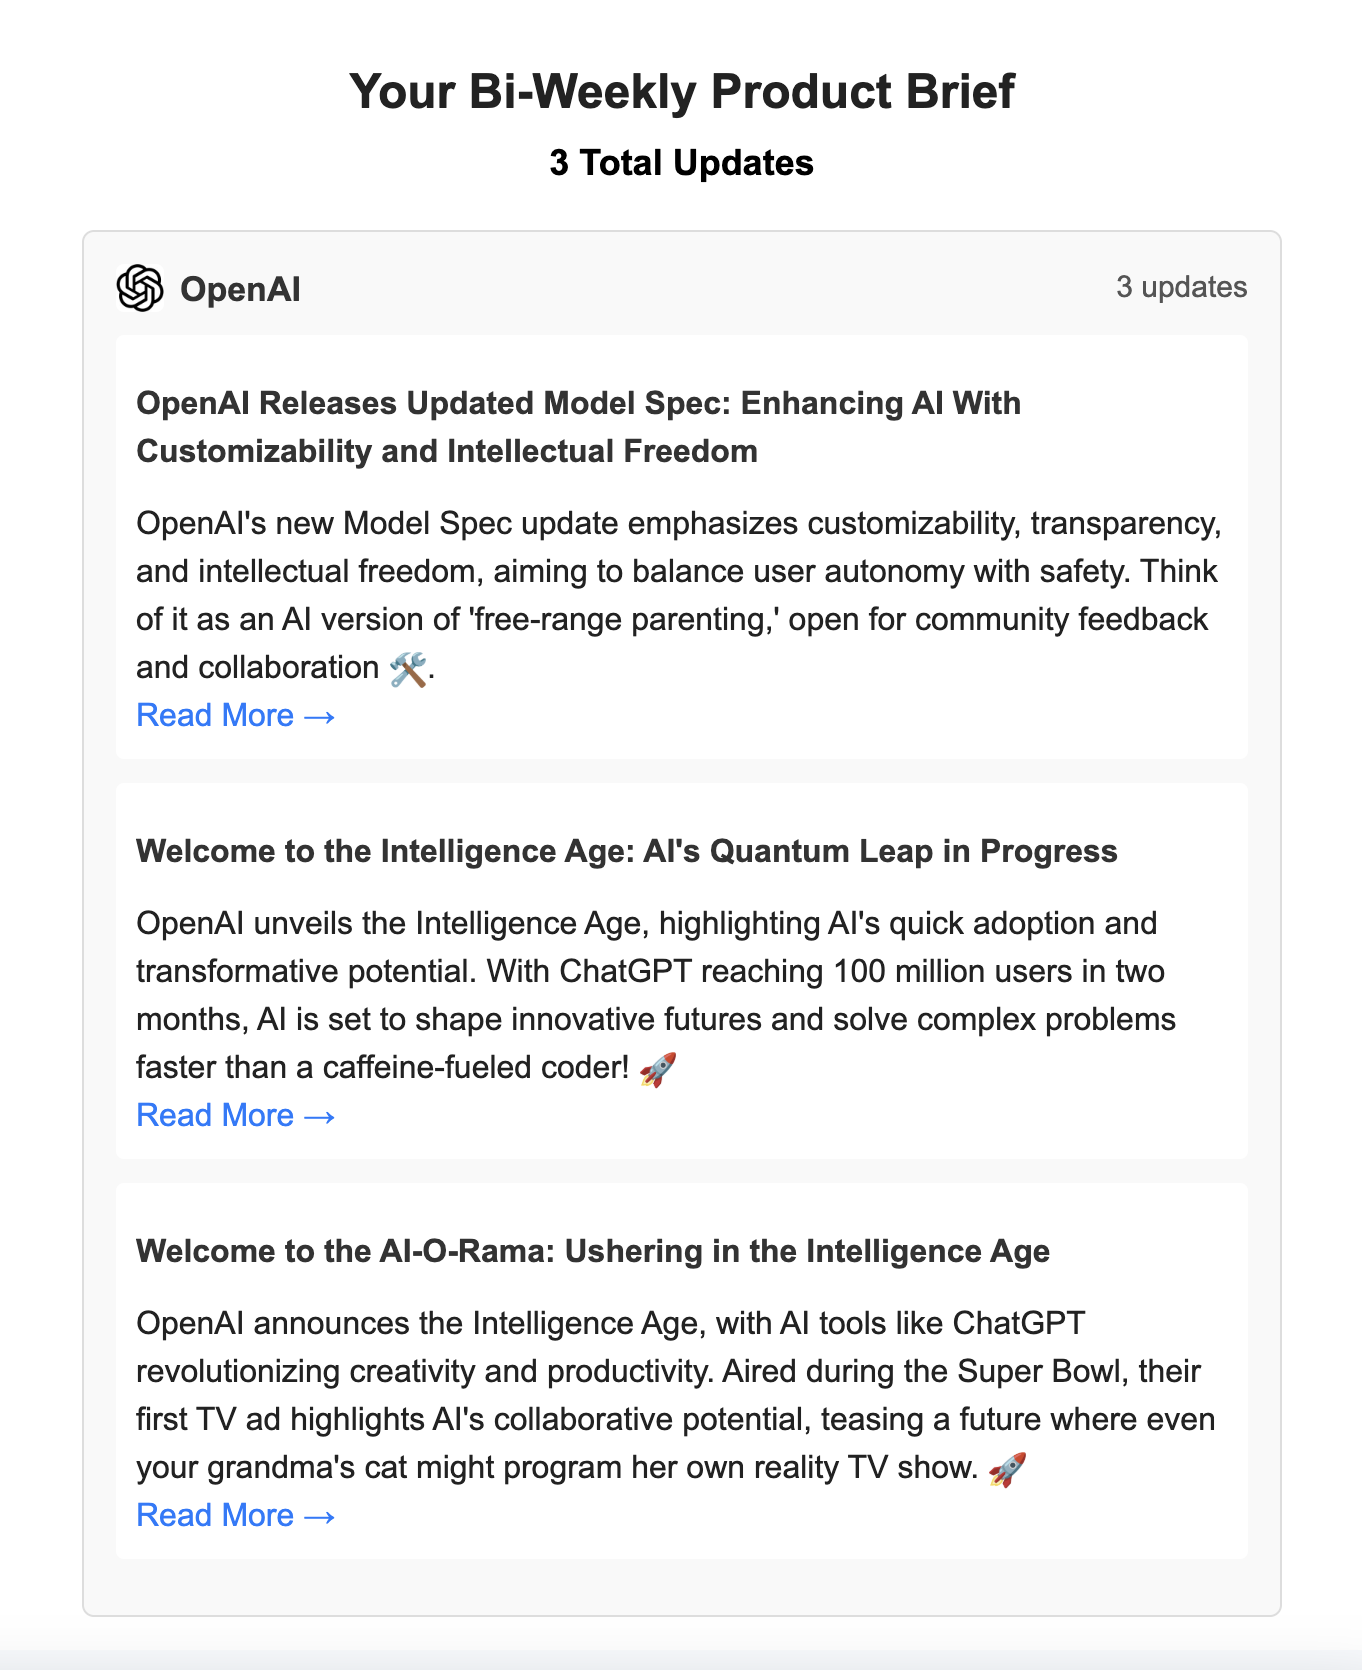 Your Bi-Weekly Product Brief
3 Total Updates
OpenAI
3 updates
OpenAI Releases Updated Model Spec: Enhancing AI With
Customizability and Intellectual Freedom
OpenAI's new Model Spec update emphasizes customizability, transparency,
and intellectual freedom, aiming to balance user autonomy with safety. Think
of it as an AI version of 'free-range parenting,' open for community feedback
and collaboration 🛠️.
Read More →
Welcome to the Intelligence Age: AI's Quantum Leap in Progress
OpenAI unveils the Intelligence Age, highlighting AI's quick adoption and
transformative potential. With ChatGPT reaching 100 million users in two
months, AI is set to shape innovative futures and solve complex problems
faster than a caffeine-fueled coder! 🚀
Read More →
Welcome to the AI-O-Rama: Ushering in the Intelligence Age
OpenAI announces the Intelligence Age, with AI tools like ChatGPT
revolutionizing creativity and productivity. Aired during the Super Bowl, their
first TV ad highlights AI's collaborative potential, teasing a future where even
your grandma's cat might program her own reality TV show. 🚀
Read More →